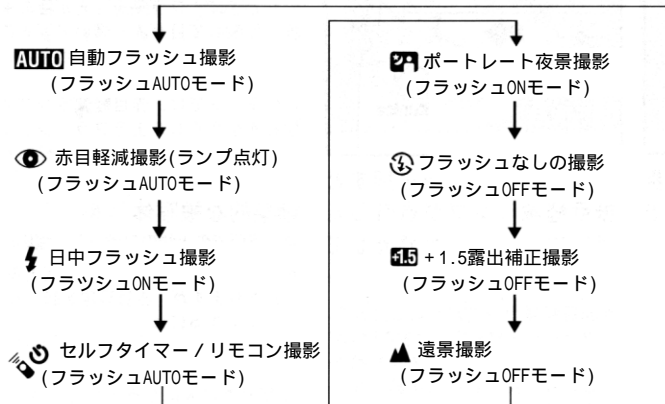 AUTO 自動フラッシュ撮影
(フラッシュAUTOモード)
赤目軽減撮影(ランプ点灯)
(フラッシュAUTOモード)
日中フラッシュ撮影
(フラツシュONモード)
セルフタイマー/リモコン撮影
(フラッシュAUTOモード)
ポートレート夜景撮影
(フラッシュONモード)
フラッシュなしの撮影
(フラッシュOFFモード)
+1.5 +1.5露出補正撮影
(フラッシュOFFモード)
遠景撮影
(フラッシュOFFモード)